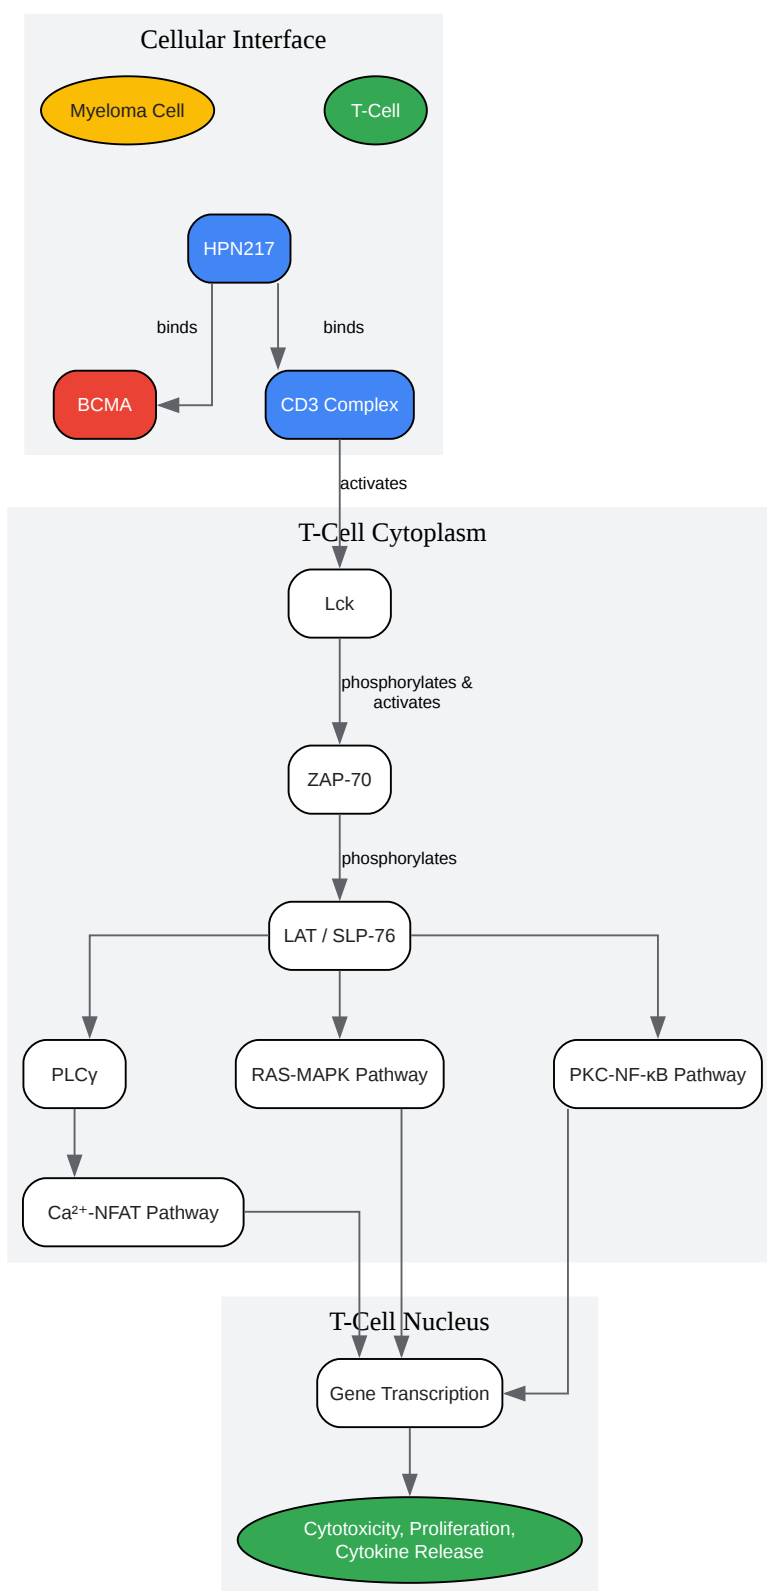 Cellular Interface
Myeloma Cell
T-Cell
HPN217
binds
binds
BCMA
CD3 Complex
activates
T-Cell Cytoplasm
Lck
phosphorylates &
activates
ZAP-70
phosphorylates
LAT / SLP-76
PLCγ
RAS-MAPK Pathway
PKC-NF-κB Pathway
Ca²⁺-NFAT Pathway
T-Cell Nucleus
Gene Transcription
Cytotoxicity, Proliferation,
Cytokine Release